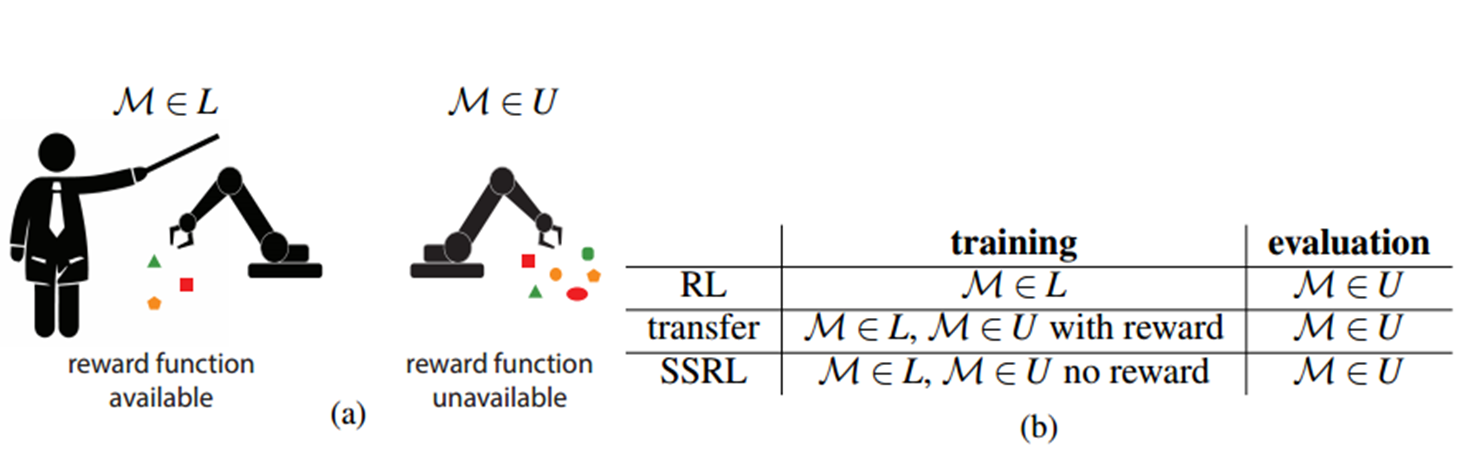 ℳ ∈ L
ℳ ∈ U
reward function
available
reward function
unavailable
(a)
training evaluation
RL ℳ ∈ L ℳ ∈ U
transfer ℳ ∈ L, ℳ ∈ U with reward ℳ ∈ U
SSRL ℳ ∈ L, ℳ ∈ U no reward ℳ ∈ U
(b)